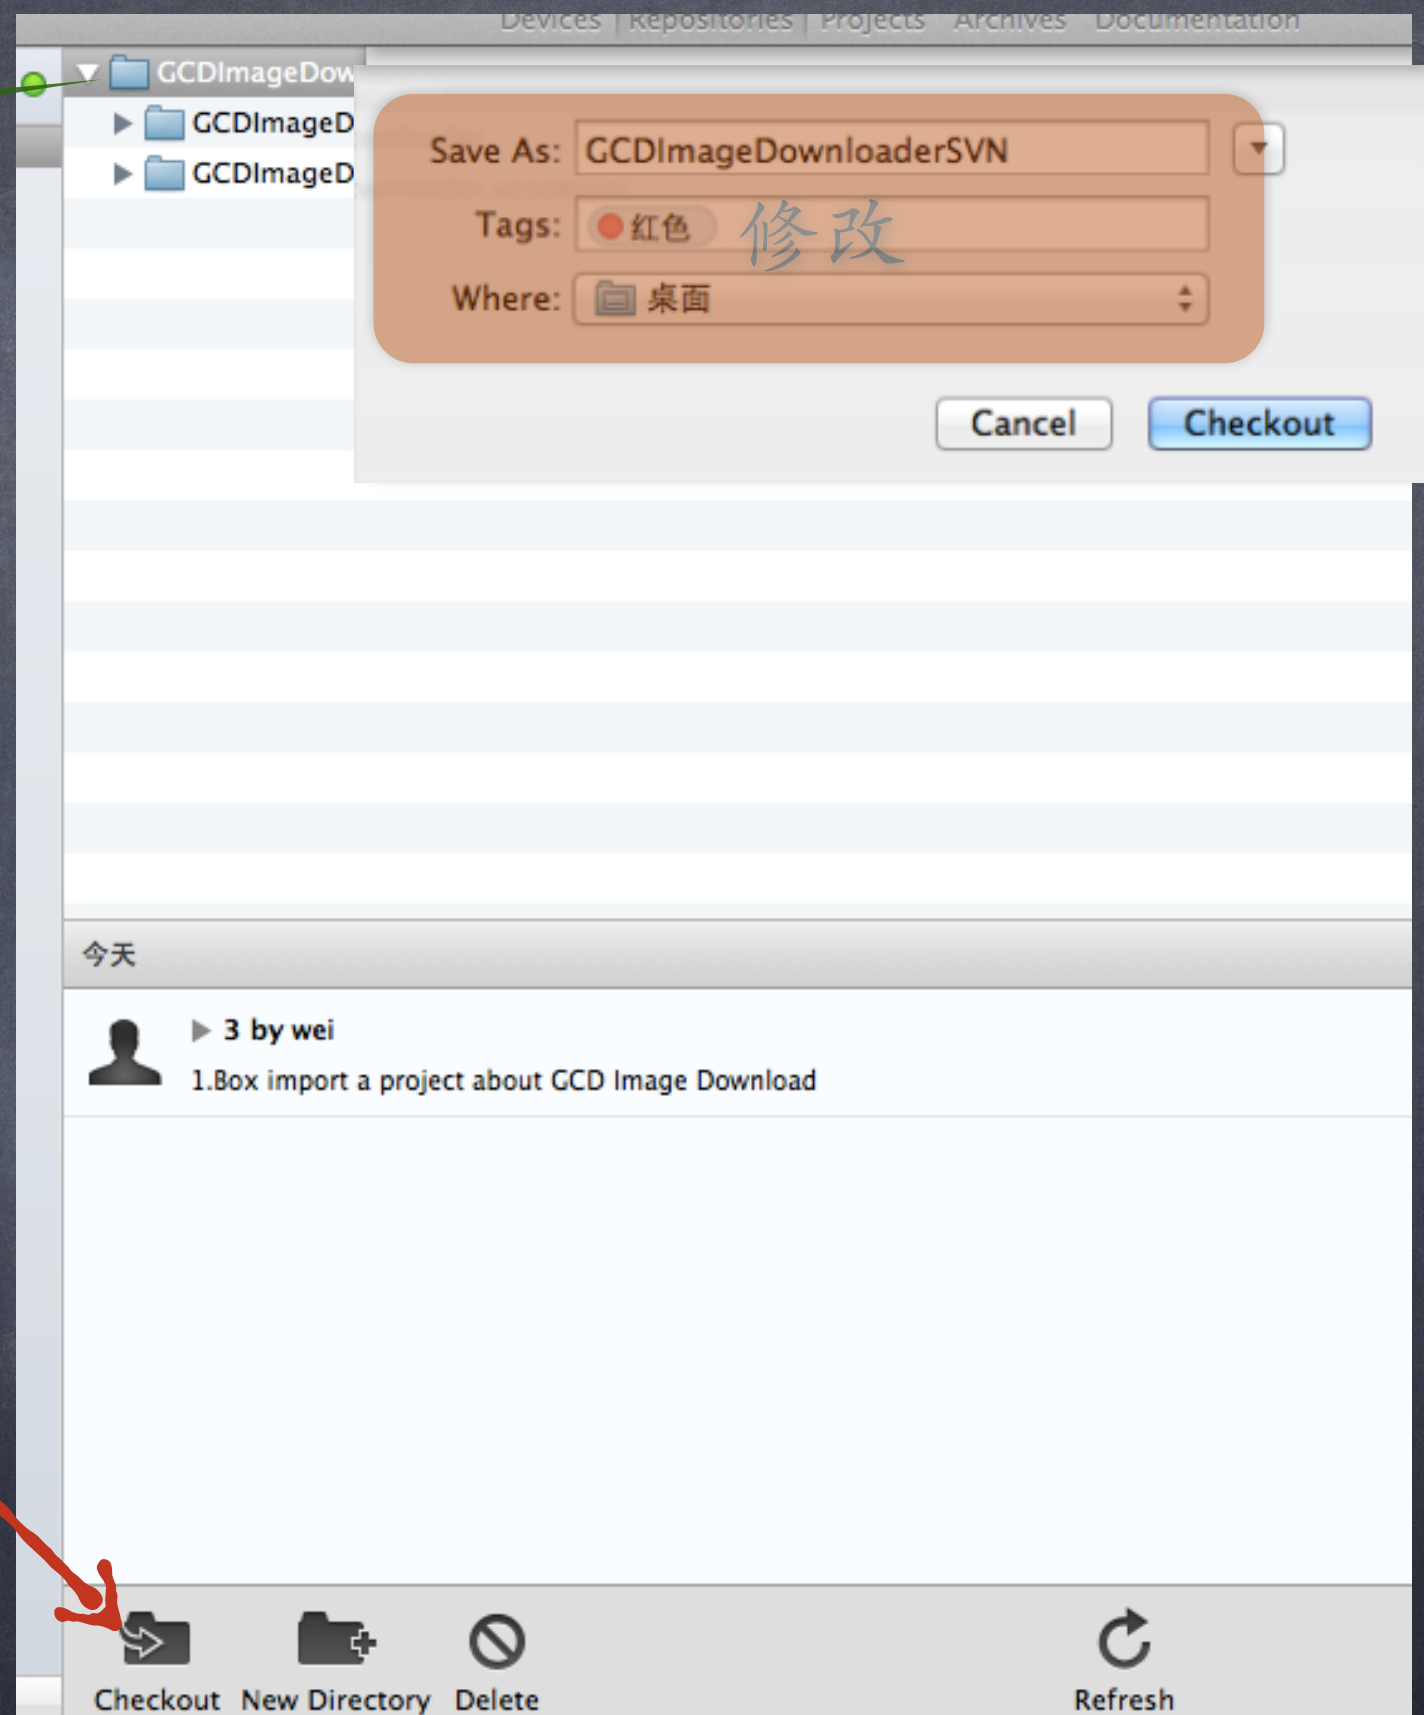 Devices Repositories Projects Archives Documentation
GCDImageDow
GCDImageD
GCDImageD
Save As: GCDImageDownloaderSVN
Tags: 红色 修改
Where: 桌面
Cancel Checkout
今天
3 by wei
1.Box import a project about GCD Image Download
Checkout New Directory Delete Refresh